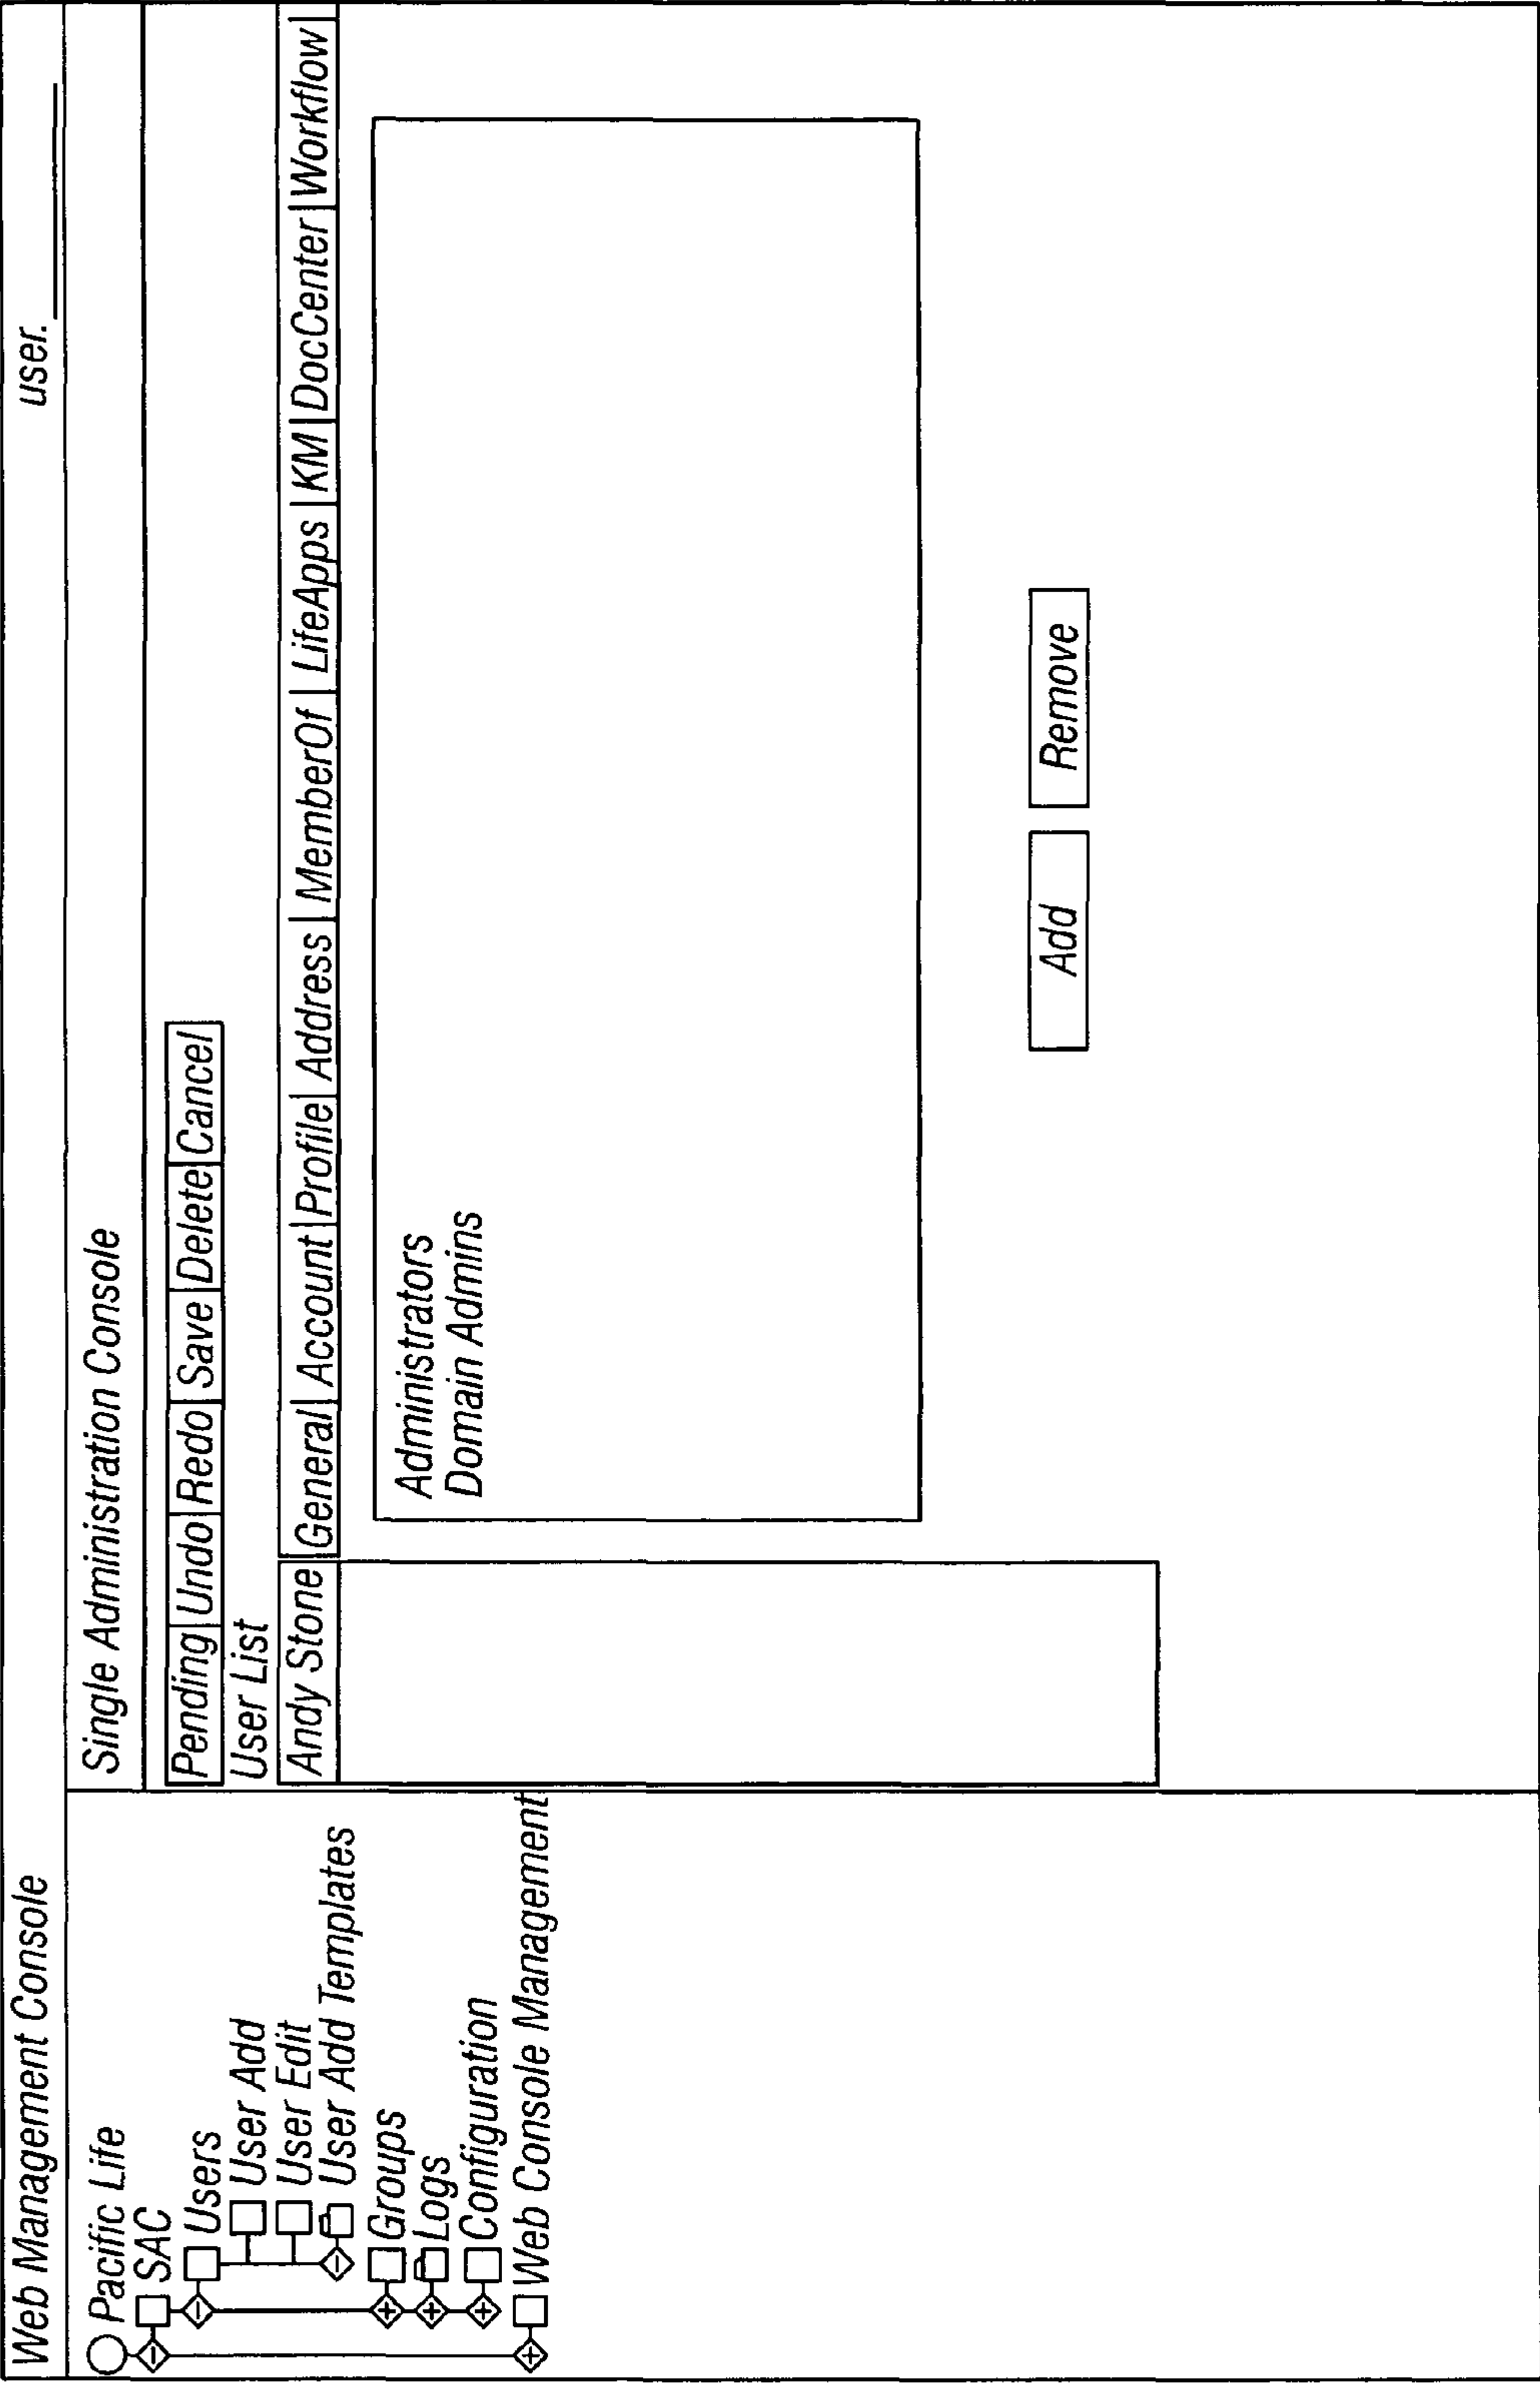 Web Management Console user.
Pacific Life
SAC
Users
User Add
User Edit
User Add Templates
Groups
Logs
Configuration
Web Console Management
Single Administration Console
Pending Undo Redo Save Delete Cancel
User List
Andy Stone
General Account Profile Address MemberOf LifeApps KM DocCenter Workflow
Administrators
Domain Admins
Add Remove